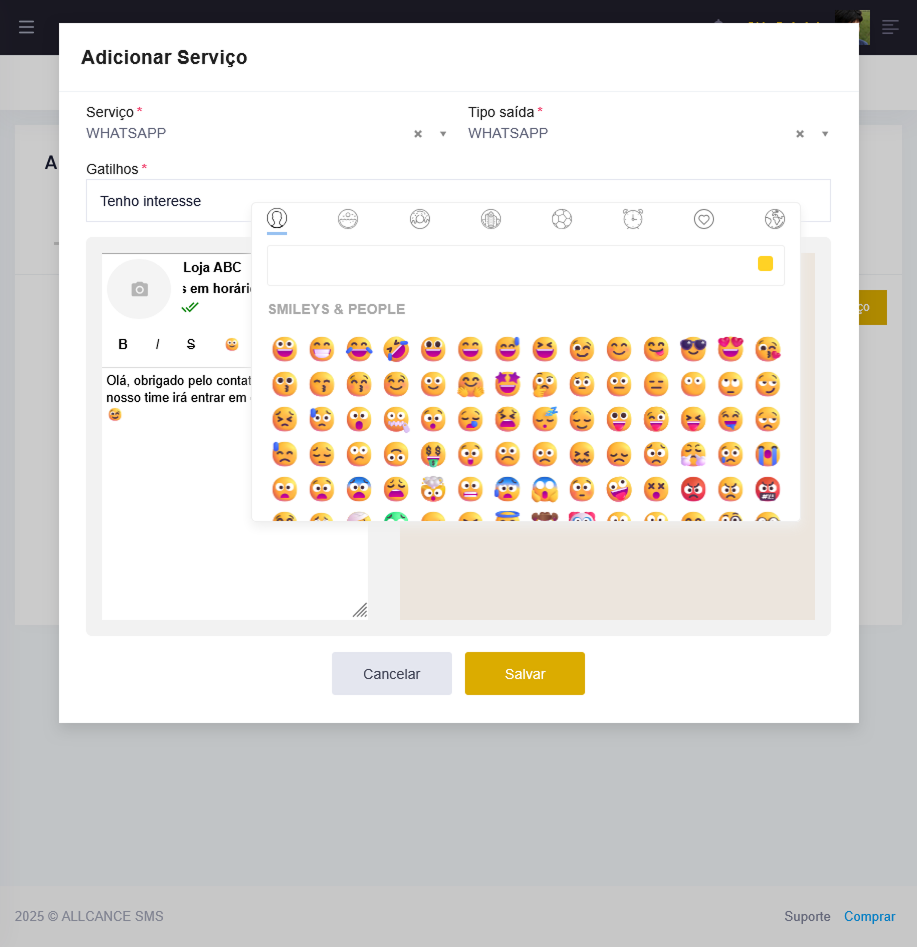 Adicionar Serviço
Serviço * Tipo saída *
WHATSAPP WHATSAPP
Gatilhos *
Tenho interesse
Loja ABC
s em horári
SMILEYS & PEOPLE
B I S
Olá, obrigado pelo conta
nosso time irá entrar em
Cancelar Salvar
2025 © ALLCANCE SMS Suporte Comprar